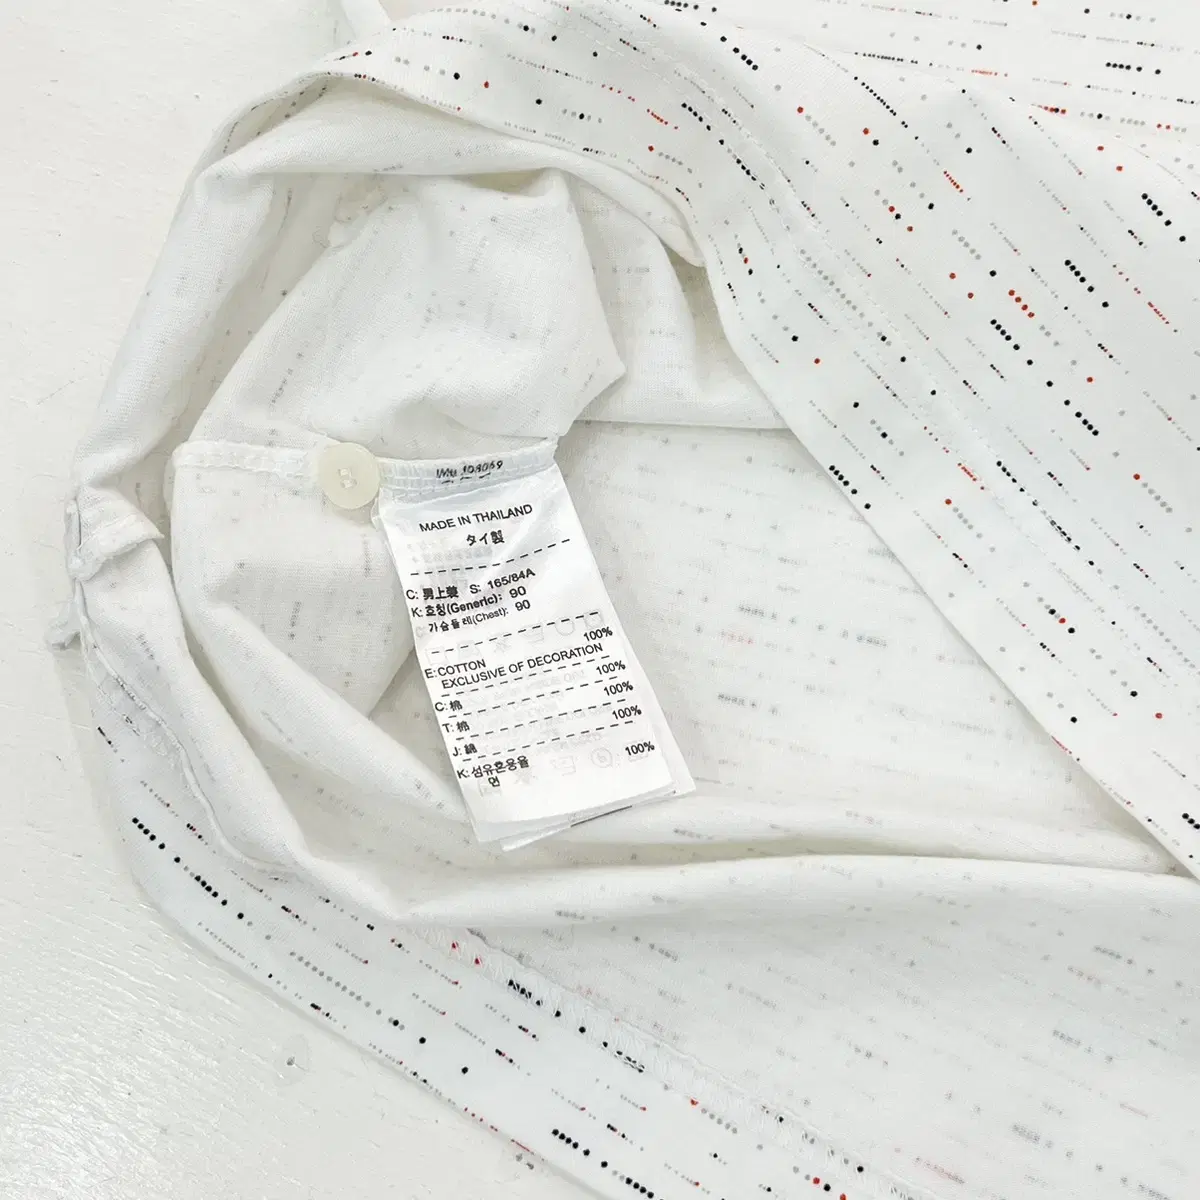 108069
MADE IN THAILAND
タイ製
C: 男上装 S: 165/84A
K: 호칭(Generic): 90
가슴둘레(Chest): 90
100%
E:COTTON
EXCLUSIVE OF DECORATION
C: 棉 100%
T: 棉 100%
J: 綿 100%
K: 섬유혼용율 100%
면